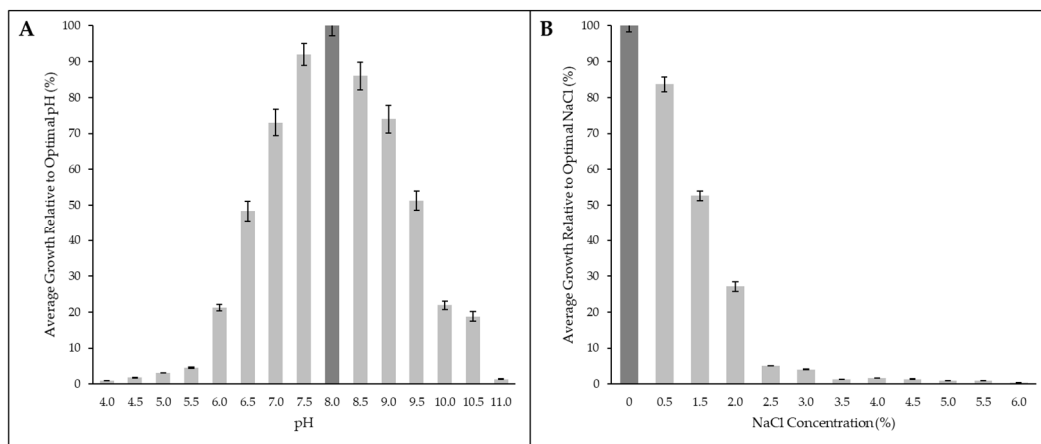 A
Average Growth Relative to Optimal pH (%)
100
90
80
70
60
50
40
30
20
10
0
4.0 4.5 5.0 5.5 6.0 6.5 7.0 7.5 8.0 8.5 9.0 9.5 10.0 10.5 11.0
pH
B
Average Growth Relative to Optimal NaCl (%)
100
90
80
70
60
50
40
30
20
10
0
0 0.5 1.5 2.0 2.5 3.0 3.5 4.0 4.5 5.0 5.5 6.0
NaCl Concentration (%)